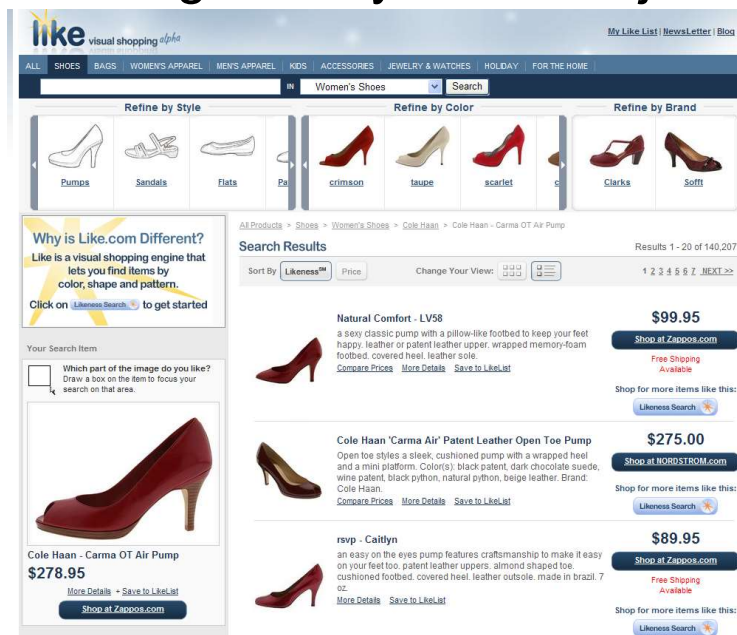 like visual shopping alpha
My Like List | NewsLetter | Blog
ALL SHOES BAGS WOMEN'S APPAREL MEN'S APPAREL KIDS ACCESSORIES JEWELRY & WATCHES HOLIDAY FOR THE HOME
IN Women's Shoes Search
Refine by Style
Pumps Sandals Flats Pa
Refine by Color
crimson taupe scarlet c
Refine by Brand
Clarks Sofft
Why is Like.com Different?
Like is a visual shopping engine that
lets you find items by
color, shape and pattern.
Click on Likeness Search to get started
Your Search Item
Which part of the image do you like?
Draw a box on the item to focus your
search on that area.
Cole Haan - Carma OT Air Pump
$278.95
More Details + Save to LikeList
Shop at Zappos.com
All Products > Shoes > Women's Shoes > Cole Haan > Cole Haan - Carma OT Air Pump
Search Results
Results 1 - 20 of 140,207
Sort By Likeness℠ Price Change Your View: 1 2 3 4 5 6 7 NEXT >>
Natural Comfort - LV58
a sexy classic pump with a pillow-like footbed to keep your feet
happy. leather or patent leather upper. wrapped memory-foam
footbed. covered heel. leather sole.
Compare Prices More Details Save to LikeList
$99.95
Shop at Zappos.com
Free Shipping
Available
Shop for more items like this:
Likeness Search
Cole Haan 'Carma Air' Patent Leather Open Toe Pump
Open toe styles a sleek, cushioned pump with a wrapped heel
and a mini platform. Color(s): black patent, dark chocolate suede,
wine patent, black python, natural python, beige leather. Brand:
Cole Haan.
Compare Prices More Details Save to LikeList
$275.00
Shop at NORDSTROM.com
Shop for more items like this:
Likeness Search
rsvp - Caitlyn
an easy on the eyes pump features craftsmanship to make it easy
on your feet too. patent leather uppers. almond shaped toe.
cushioned footbed. covered heel. leather outsole. made in brazil. 7
oz.
More Details Save to LikeList
$89.95
Shop at Zappos.com
Free Shipping
Available
Shop for more items like this:
Likeness Search